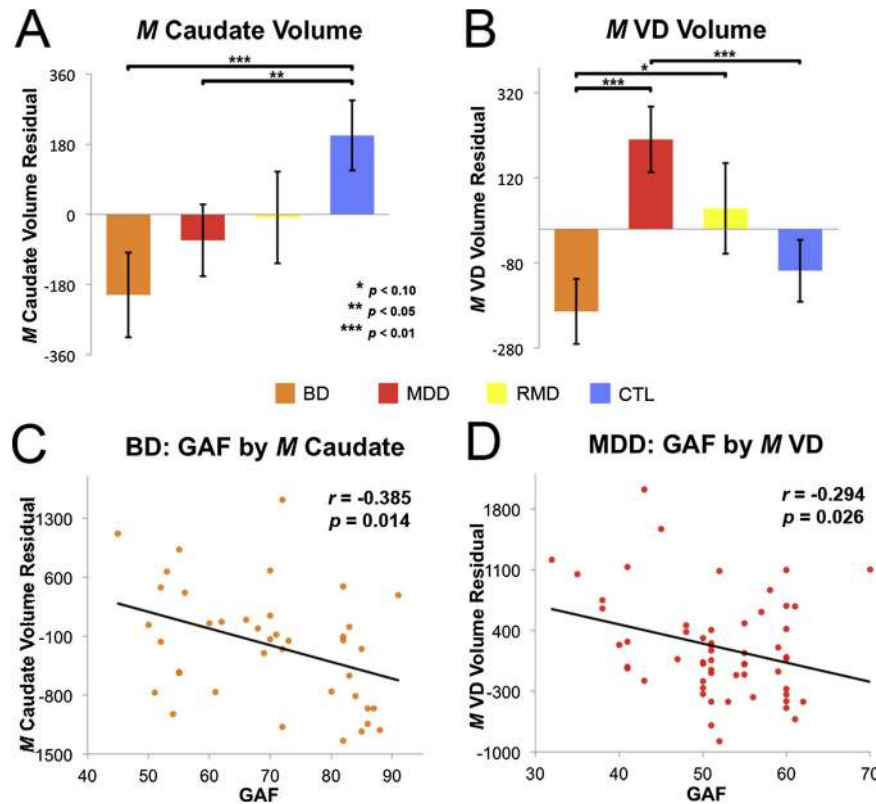 A
M Caudate Volume
***
**
M Caudate Volume Residual
360
180
0
-180
-360
* p < 0.10
** p < 0.05
*** p < 0.01
B
M VD Volume
***
*
***
M VD Volume Residual
320
120
-80
-280
BD MDD RMD CTL
C
BD: GAF by M Caudate
r = -0.385
p = 0.014
M Caudate Volume Residual
1300
600
-100
-800
-1500
40 50 60 70 80 90
GAF
D
MDD: GAF by M VD
r = -0.294
p = 0.026
M VD Volume Residual
1800
1100
400
-300
-1000
30 40 50 60 70
GAF